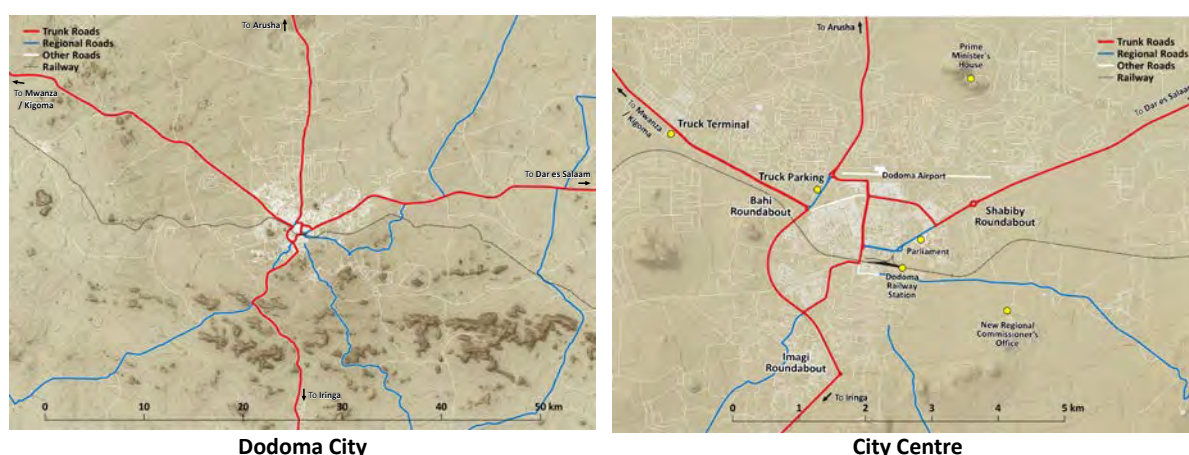 To Arusha
Trunk Roads
Regional Roads
Other Roads
Railway
To Mwanza
/ Kigoma
To Dar es Salaam
To Iringa
0 10 20 30 40 50 km
Dodoma City
To Arusha
Trunk Roads
Regional Roads
Other Roads
Railway
Prime
Minister's
House
To Mwanza
/ Kigoma
To Dar es Salaam
Truck Terminal
Truck Parking
Dodoma Airport
Bahi
Roundabout
Shabiby
Roundabout
Parliament
Dodoma
Railway
Station
New Regional
Commissioner's
Office
Imagi
Roundabout
To Iringa
0 1 2 3 4 5 km
City Centre